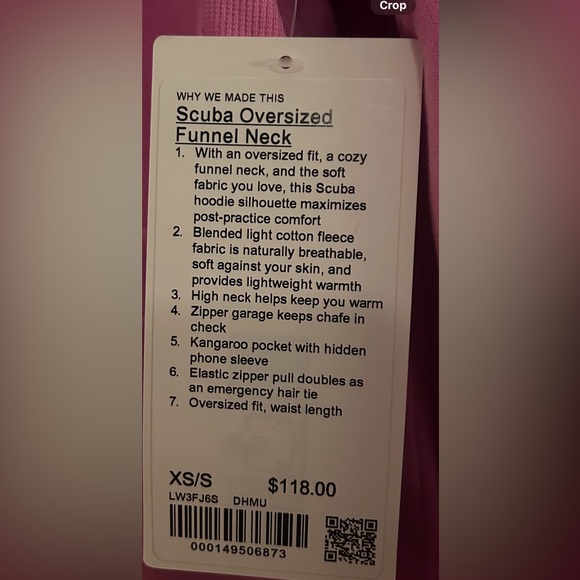 Crop
WHY WE MADE THIS
Scuba Oversized
Funnel Neck
1. With an oversized fit, a cozy
funnel neck, and the soft
fabric you love, this Scuba
hoodie silhouette maximizes
post-practice comfort
2. Blended light cotton fleece
fabric is naturally breathable,
soft against your skin, and
provides lightweight warmth
3. High neck helps keep you warm
4. Zipper garage keeps chafe in
check
5. Kangaroo pocket with hidden
phone sleeve
6. Elastic zipper pull doubles as
an emergency hair tie
7. Oversized fit, waist length
XS/S $118.00
LW3FJ6S DHMU
000149506873